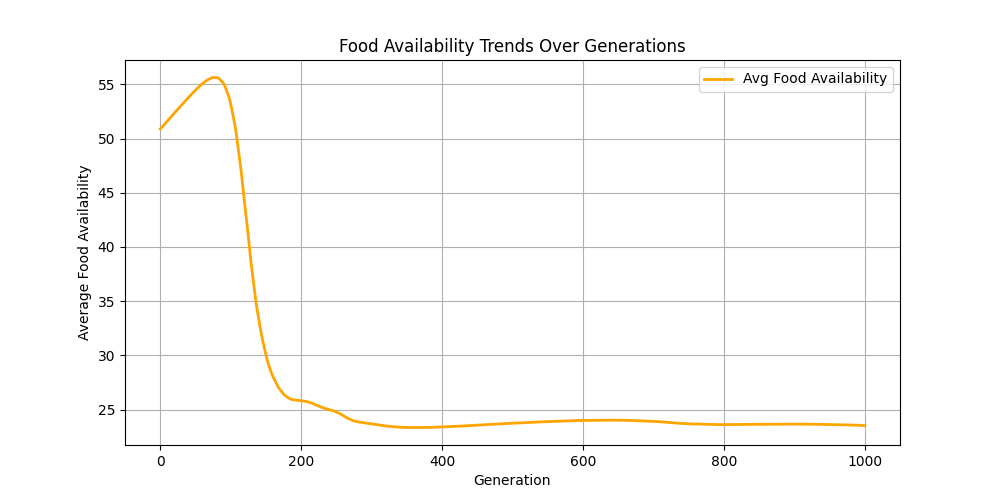 Food Availability Trends Over Generations
Avg Food Availability
Average Food Availability
55
50
45
40
35
30
25
0 200 400 600 800 1000
Generation